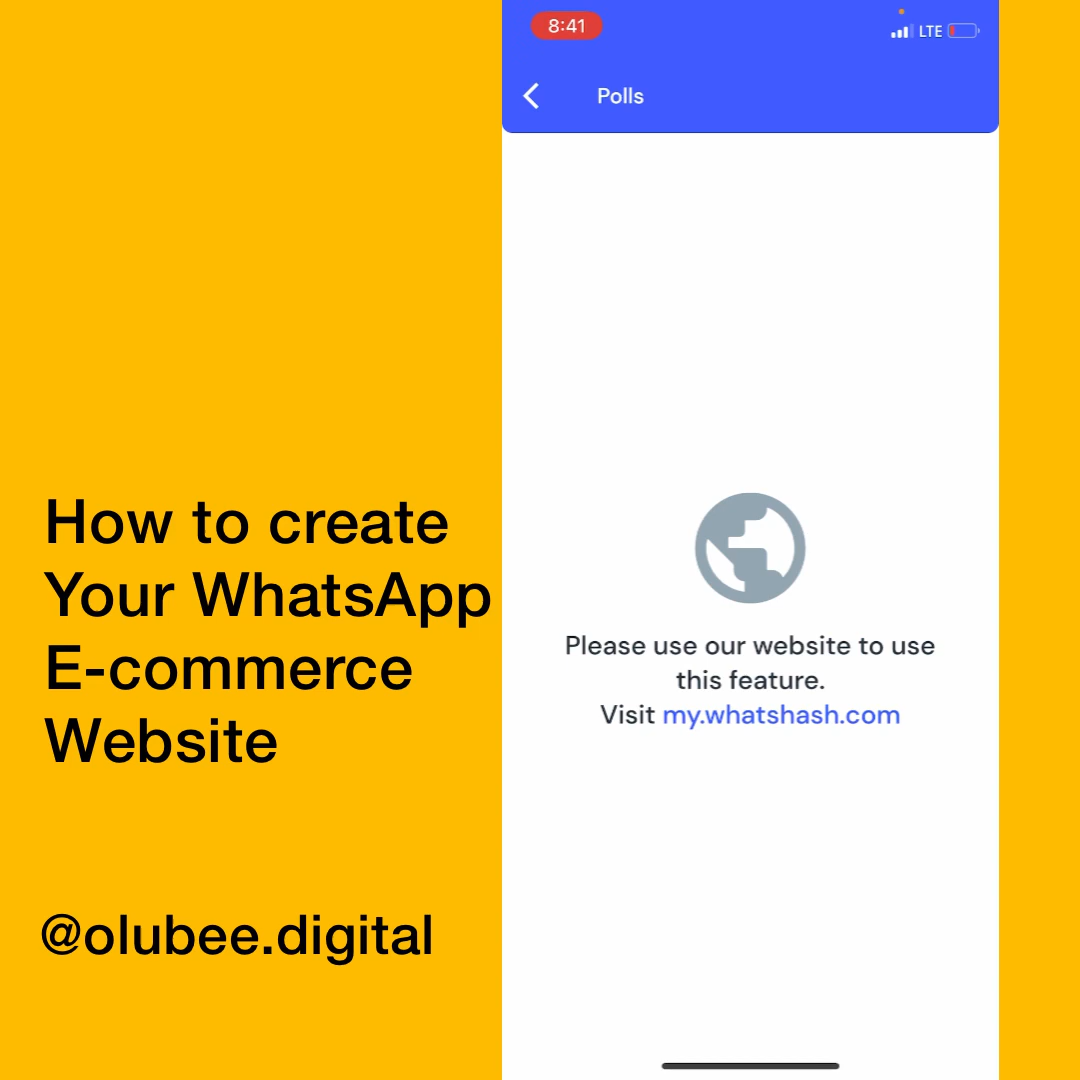 How to create
Your WhatsApp
E-commerce
Website
@olubee.digital
8:41
LTE
Polls
Please use our website to use
this feature.
Visit my.whatshash.com